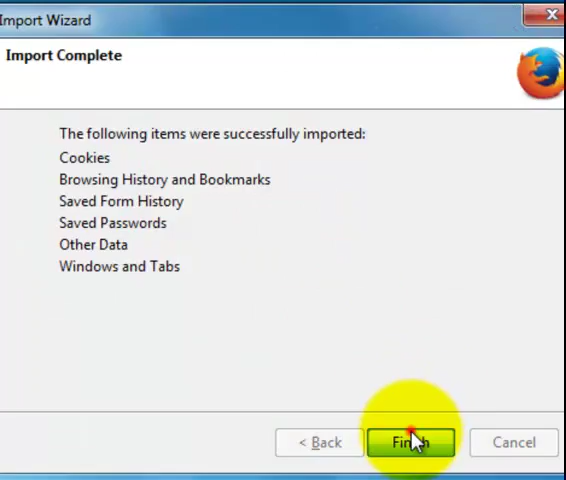 Import Wizard
Import Complete
The following items were successfully imported:
Cookies
Browsing History and Bookmarks
Saved Form History
Saved Passwords
Other Data
Windows and Tabs
< Back
Finish
Cancel